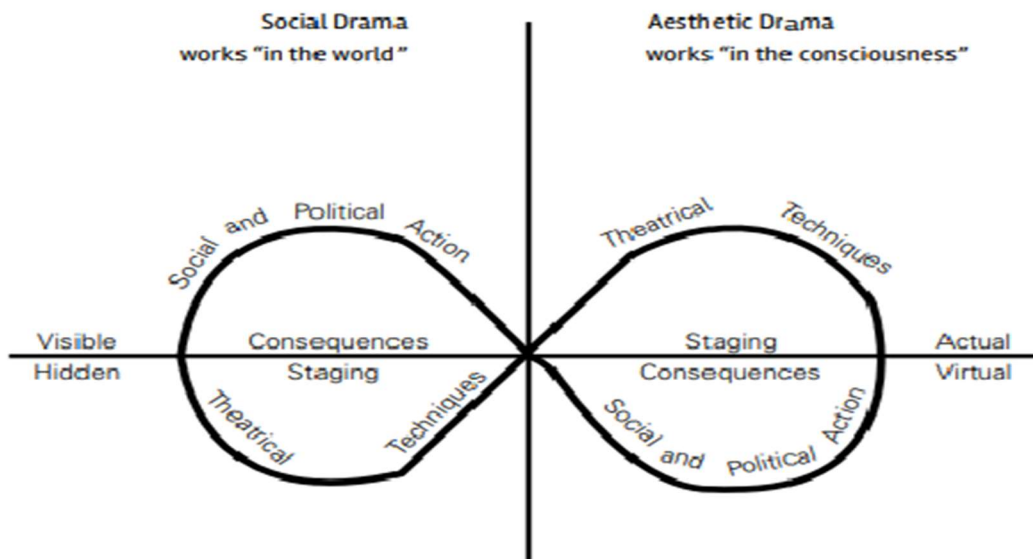 Social Drama
works “in the world”
Aesthetic Drama
works “in the consciousness”
Social and Political Action
Theatrical Techniques
Visible
Consequences
Staging
Actual
Hidden
Staging
Consequences
Virtual
Theatrical Techniques
Social and Political Action